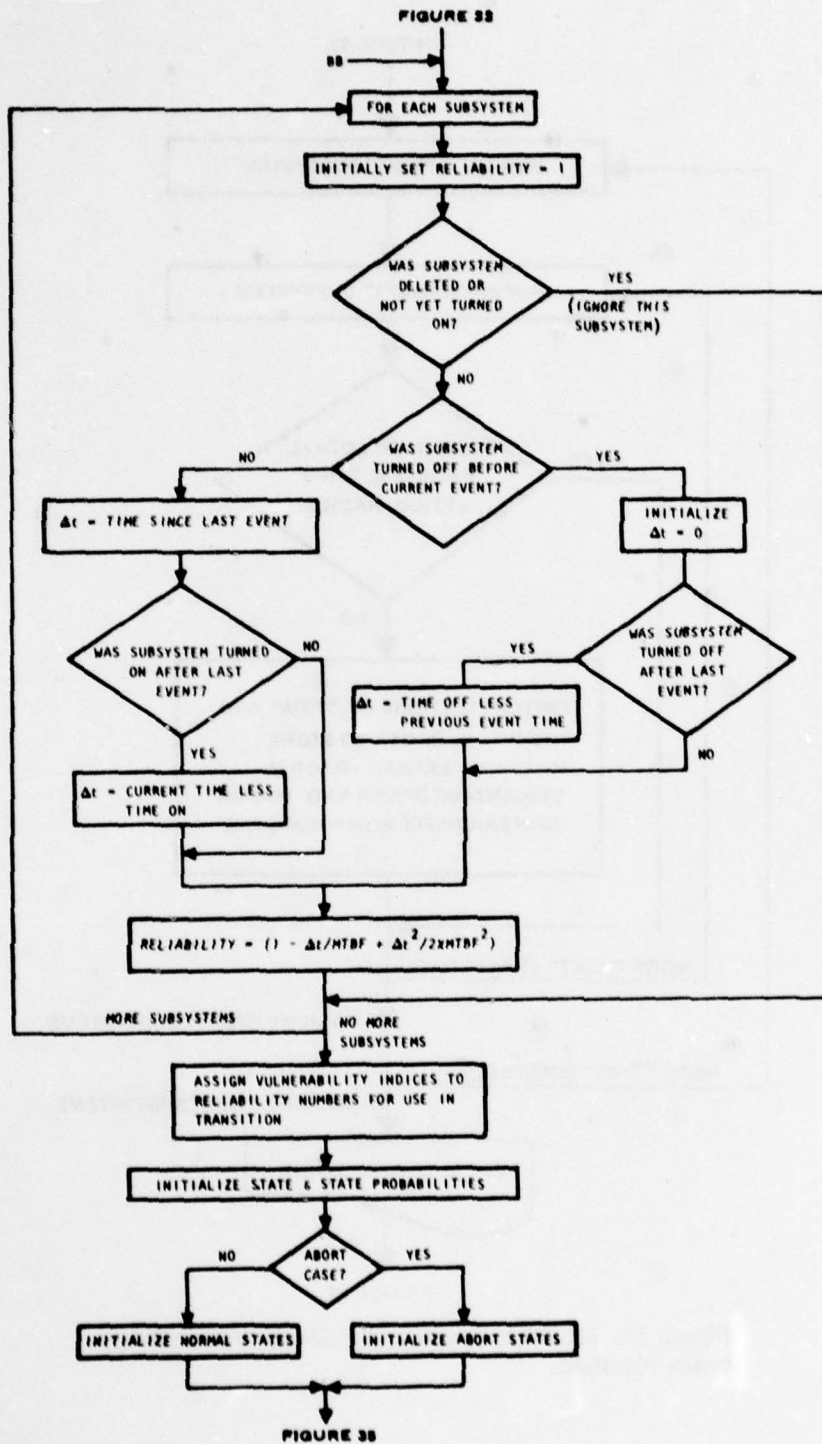 FIGURE 33
BB
FOR EACH SUBSYSTEM
INITIALLY SET RELIABILITY = 1
WAS SUBSYSTEM
DELETED OR
NOT YET TURNED
ON?
YES
(IGNORE THIS
SUBSYSTEM)
NO
WAS SUBSYSTEM
TURNED OFF BEFORE
CURRENT EVENT?
NO
YES
Δt = TIME SINCE LAST EVENT
INITIALIZE
Δt = 0
WAS SUBSYSTEM TURNED
ON AFTER LAST
EVENT?
NO
YES
WAS SUBSYSTEM
TURNED OFF
AFTER LAST
EVENT?
YES
NO
Δt = TIME OFF LESS
PREVIOUS EVENT TIME
Δt = CURRENT TIME LESS
TIME ON
RELIABILITY = (1 - Δt/MTBF + Δt²/2XMTBF²)
MORE SUBSYSTEMS
NO MORE
SUBSYSTEMS
ASSIGN VULNERABILITY INDICES TO
RELIABILITY NUMBERS FOR USE IN
TRANSITION
INITIALIZE STATE & STATE PROBABILITIES
ABORT
CASE?
NO
YES
INITIALIZE NORMAL STATES
INITIALIZE ABORT STATES
FIGURE 35